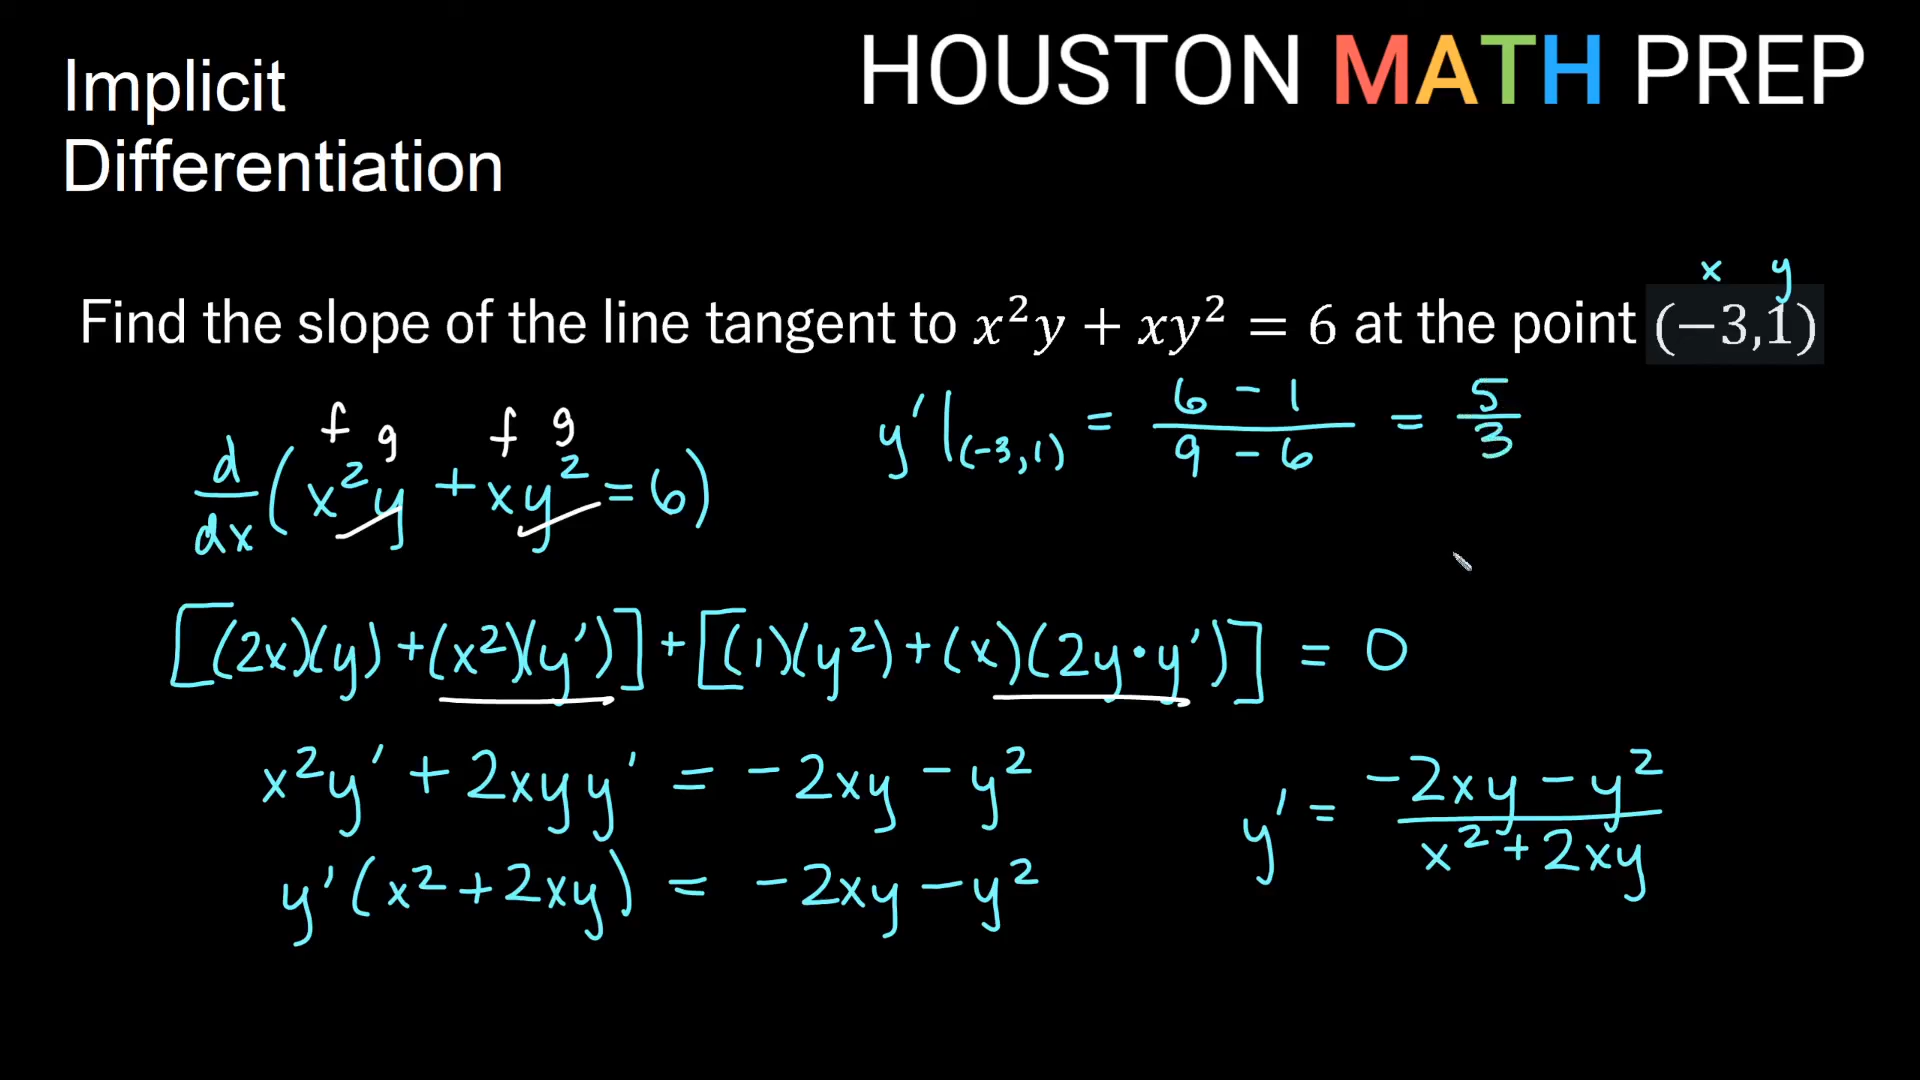 Implicit
Differentiation
HOUSTON MATH PREP
x y
Find the slope of the line tangent to x²y + xy² = 6 at the point (−3,1)
f g f g
d/dx (x²y + xy² = 6)
y′|(-3,1) = (6 - 1)/(9 - 6) = 5/3
[(2x)(y) + (x²)(y′)] + [(1)(y²) + (x)(2y·y′)] = 0
x²y′ + 2xyy′ = -2xy - y²
y′(x² + 2xy) = -2xy - y²
y′ = (-2xy - y²)/(x² + 2xy)